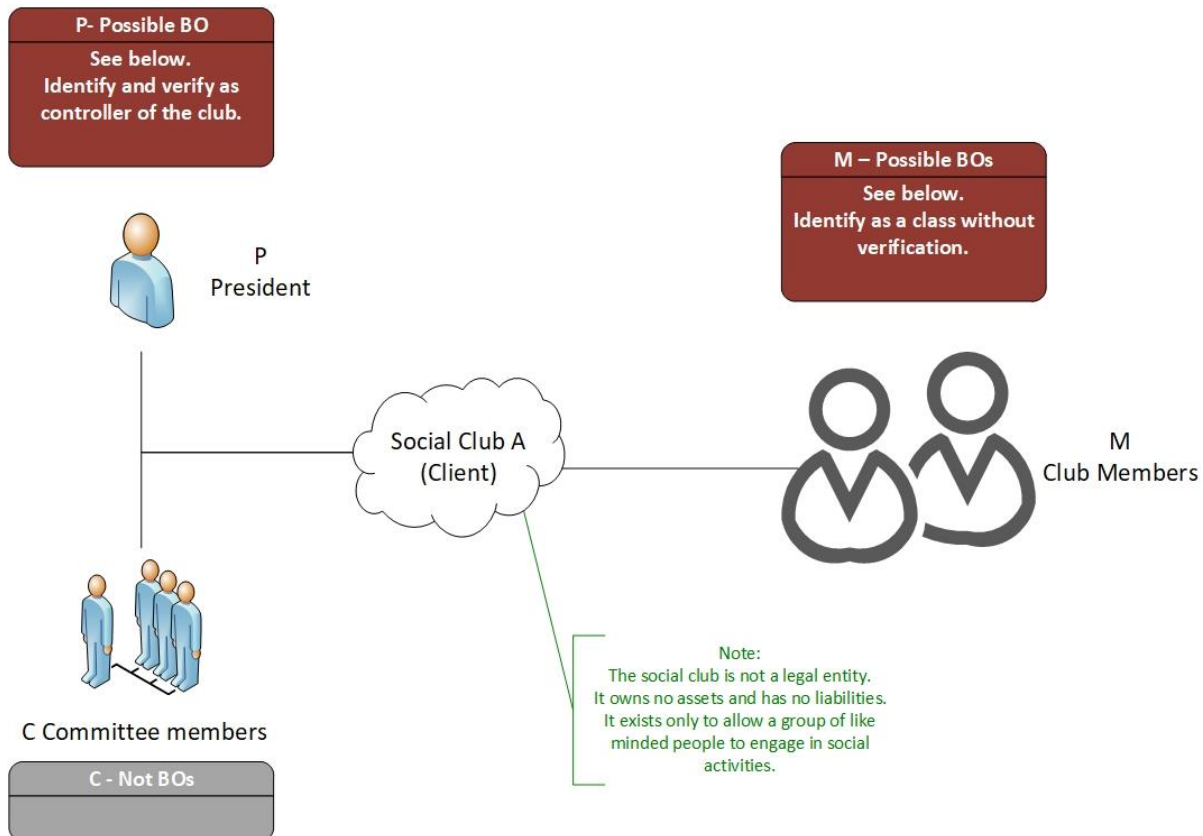 P- Possible BO
See below.
Identify and verify as
controller of the club.
M – Possible BOs
See below.
Identify as a class without
verification.
P
President
Social Club A
(Client)
M
Club Members
Note:
The social club is not a legal entity.
It owns no assets and has no liabilities.
It exists only to allow a group of like
minded people to engage in social
activities.
C Committee members
C - Not BOs